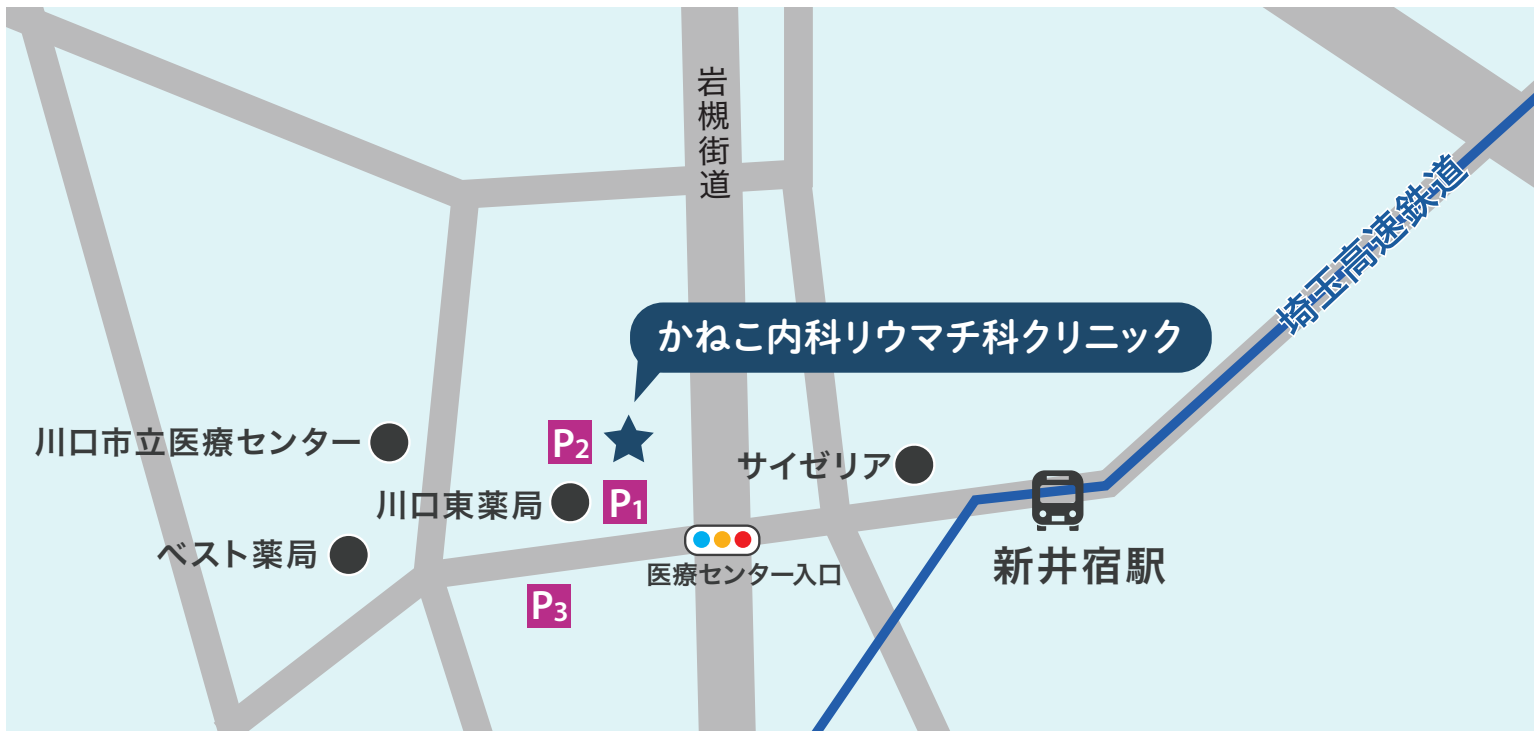 岩槻街道
埼玉高速鉄道
かねこ内科リウマチ科クリニック
川口市立医療センター
P2
サイゼリア
川口東薬局
P1
ベスト薬局
医療センター入口
新井宿駅
P3